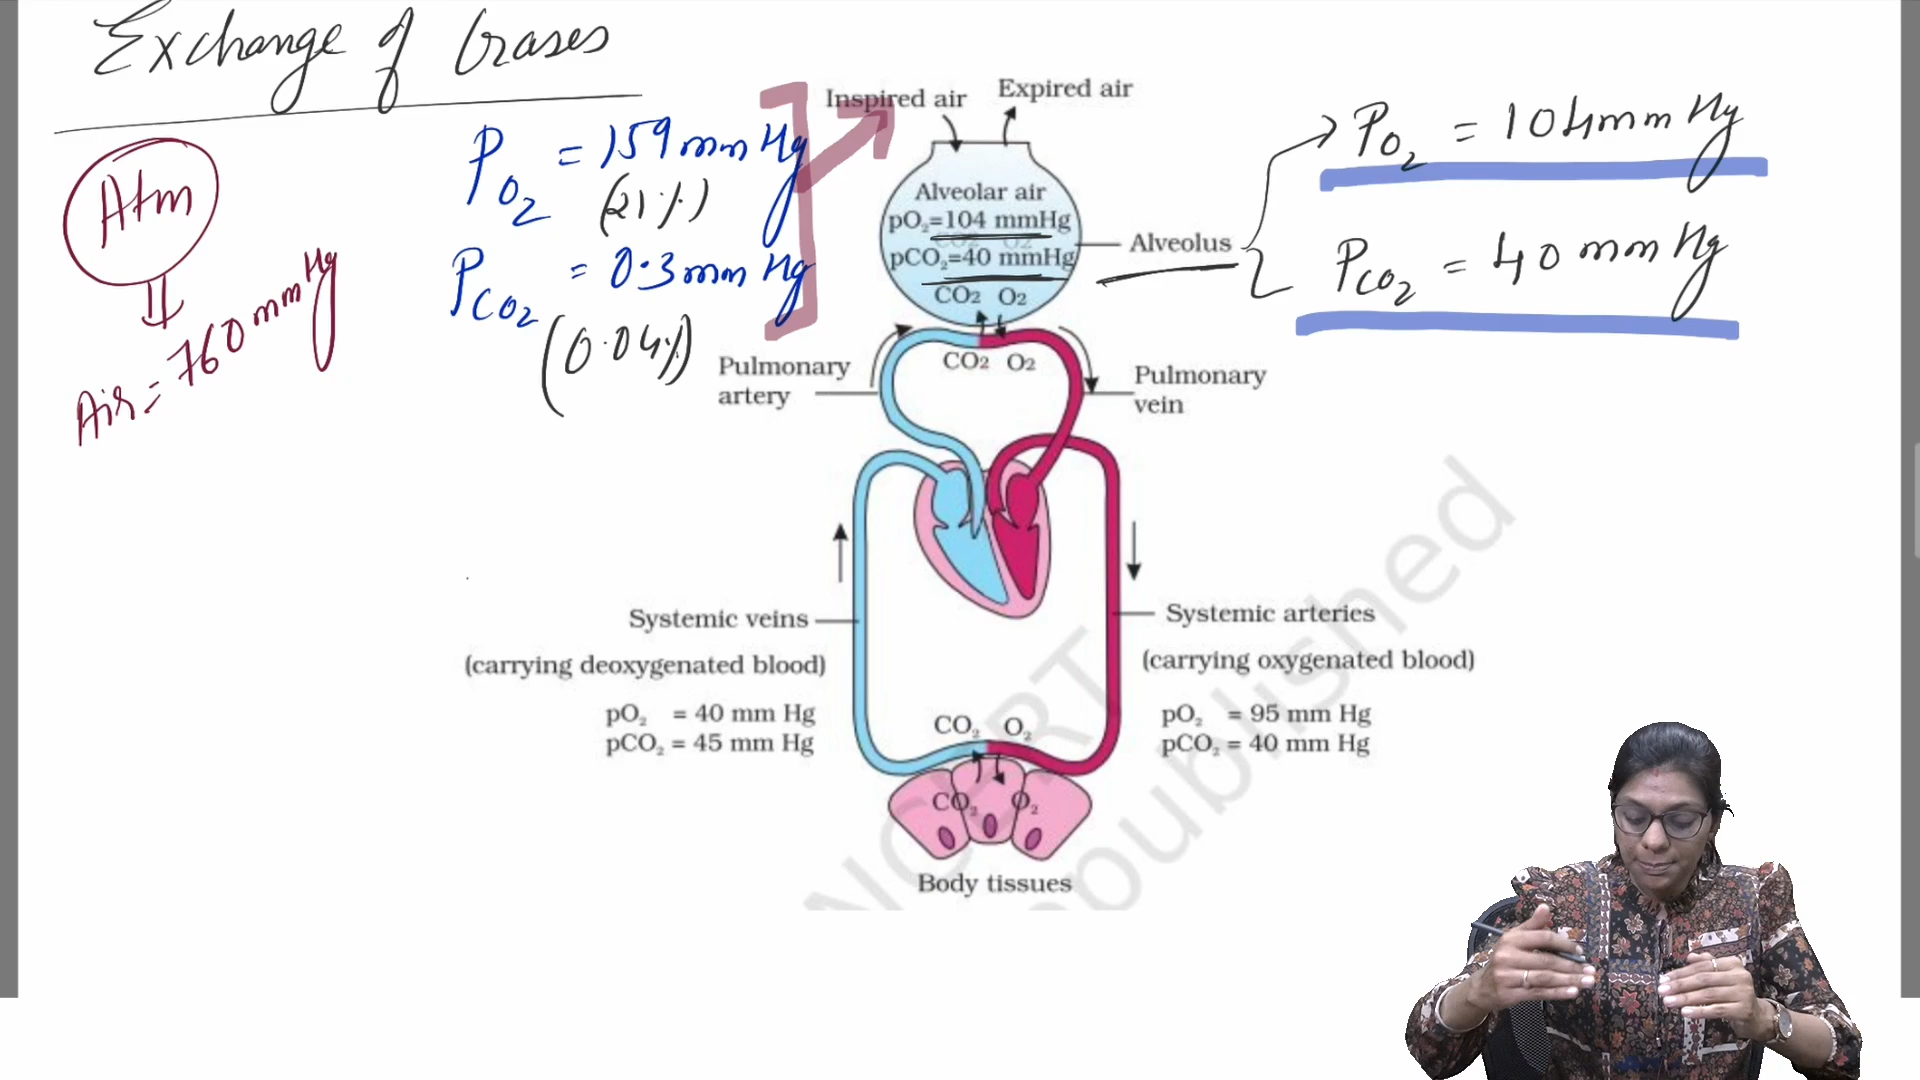 Exchange of Gases
Atm
Air = 760 mm Hg
PO2 = 159 mm Hg
(21%)
PCO2 = 0.3 mm Hg
(0.04%)
Inspired air
Expired air
Alveolar air
pO2=104 mmHg
pCO2=40 mmHg
CO2 O2
Alveolus
PO2 = 104 mm Hg
PCO2 = 40 mm Hg
CO2 O2
Pulmonary
artery
Pulmonary
vein
Systemic veins
(carrying deoxygenated blood)
pO2 = 40 mm Hg
pCO2 = 45 mm Hg
Systemic arteries
(carrying oxygenated blood)
pO2 = 95 mm Hg
pCO2 = 40 mm Hg
CO2 O2
CO2 O2
Body tissues
NCERT
published